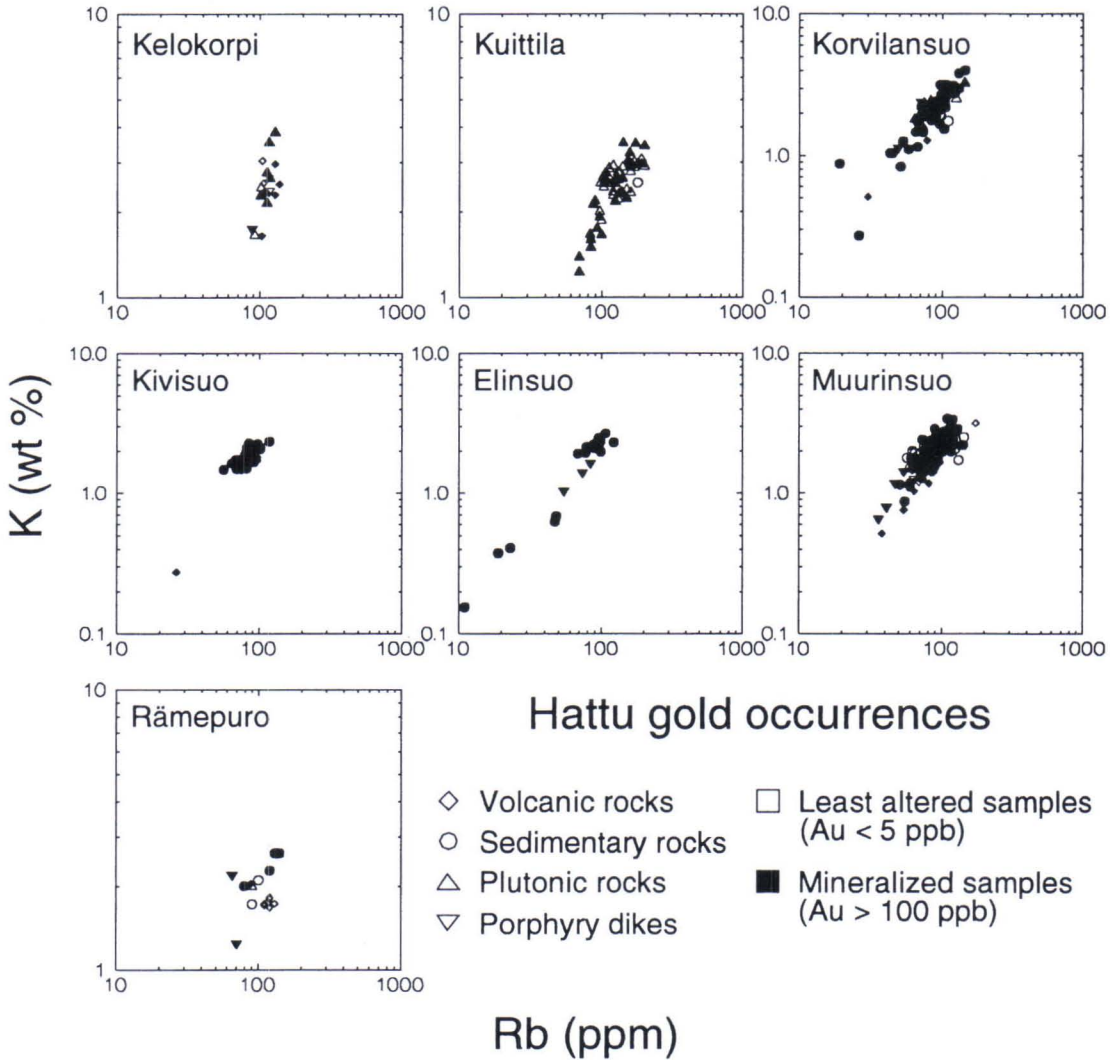 Kelokorpi
Kuittila
Korvilansuo
10
1
10 100 1000
10
1
10 100 1000
10.0
1.0
0.1
10 100 1000
Kivisuo
Elinsuo
Muurinsuo
10.0
1.0
0.1
10 100 1000
10.0
1.0
0.1
10 100 1000
10.0
1.0
0.1
10 100 1000
K (wt %)
Rämepuro
10
1
10 100 1000
Hattu gold occurrences
Volcanic rocks
Sedimentary rocks
Plutonic rocks
Porphyry dikes
Least altered samples
(Au < 5 ppb)
Mineralized samples
(Au > 100 ppb)
Rb (ppm)